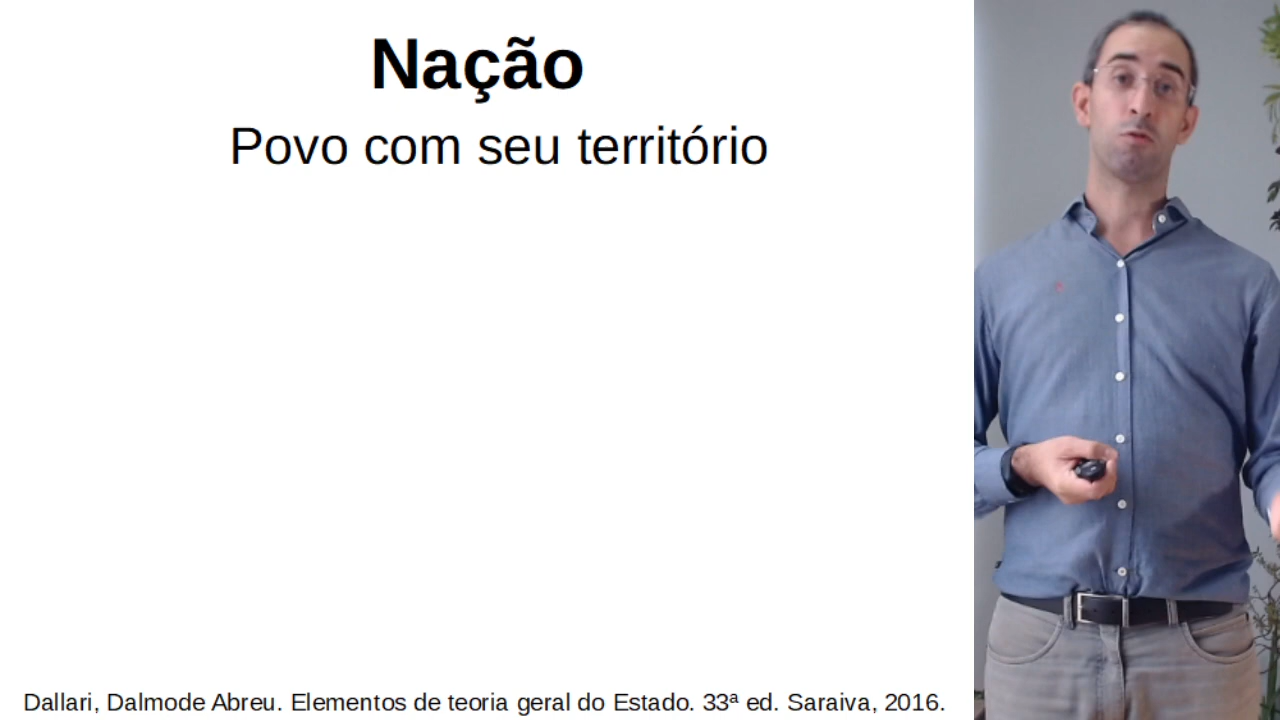 Nação
Povo com seu território
Dallari, Dalmode Abreu. Elementos de teoria geral do Estado. 33ª ed. Saraiva, 2016.